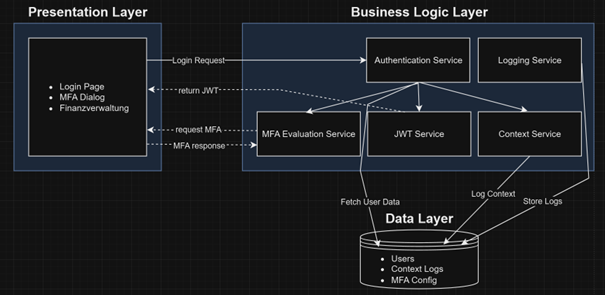 Presentation Layer
Business Logic Layer
Login Page
MFA Dialog
Finanzverwaltung
Login Request
return JWT
request MFA
MFA response
Authentication Service
Logging Service
MFA Evaluation Service
JWT Service
Context Service
Fetch User Data
Log Context
Store Logs
Data Layer
Users
Context Logs
MFA Config